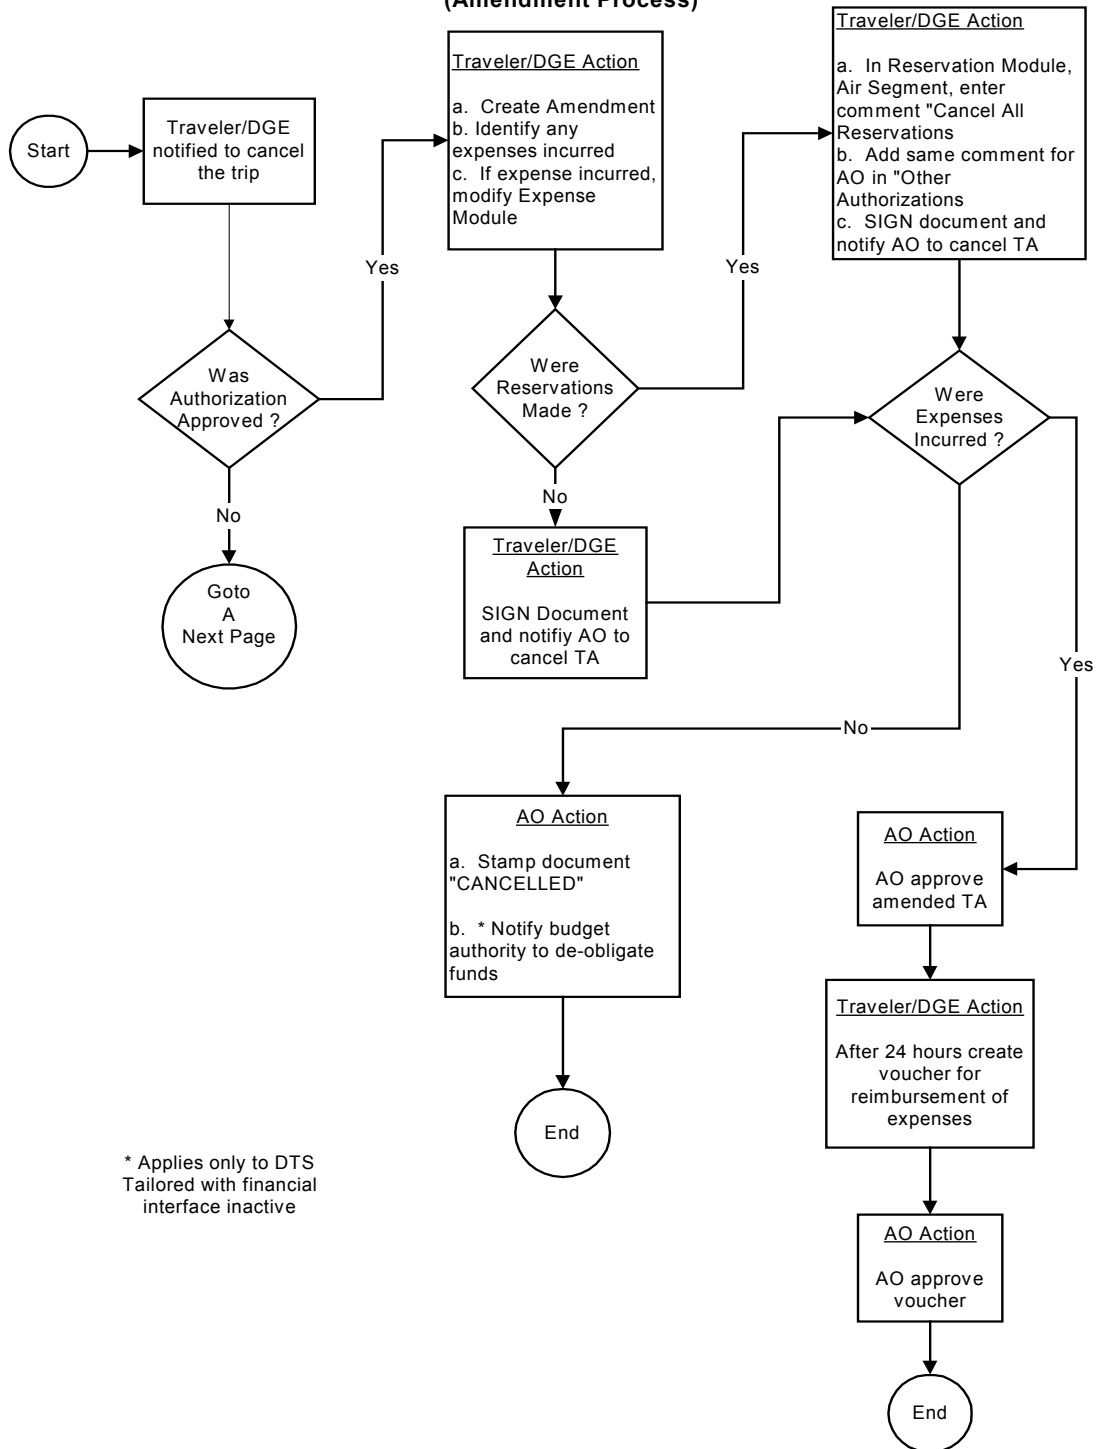 (Amendment Process)
Start
Traveler/DGE
notified to cancel
the trip
Was
Authorization
Approved ?
Yes
No
Goto
A
Next Page
Traveler/DGE Action
a. Create Amendment
b. Identify any
expenses incurred
c. If expense incurred,
modify Expense
Module
Were
Reservations
Made ?
Yes
No
Traveler/DGE
Action
SIGN Document
and notifiy AO to
cancel TA
Traveler/DGE Action
a. In Reservation Module,
Air Segment, enter
comment "Cancel All
Reservations
b. Add same comment for
AO in "Other
Authorizations
c. SIGN document and
notify AO to cancel TA
Were
Expenses
Incurred ?
Yes
No
AO Action
a. Stamp document
"CANCELLED"
b. * Notify budget
authority to de-obligate
funds
End
AO Action
AO approve
amended TA
Traveler/DGE Action
After 24 hours create
voucher for
reimbursement of
expenses
AO Action
AO approve
voucher
End
* Applies only to DTS
Tailored with financial
interface inactive